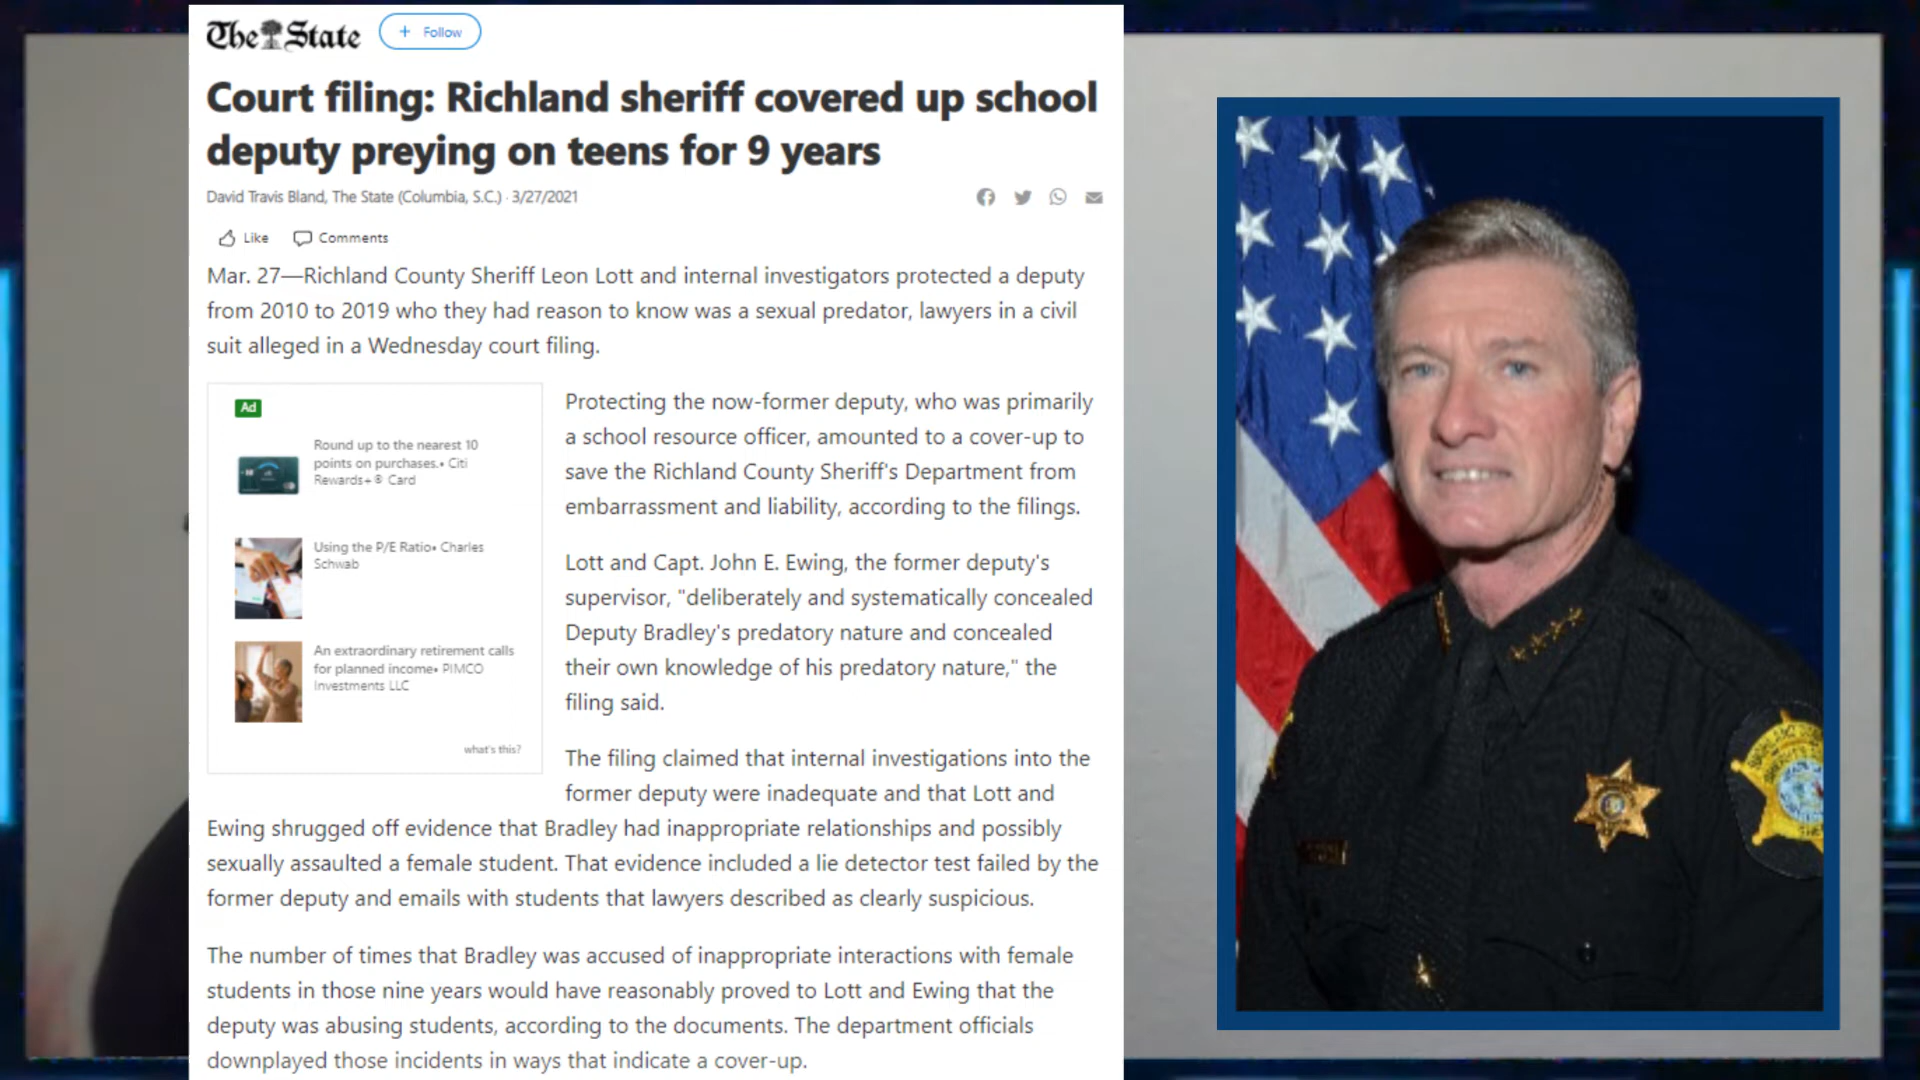 The State
+ Follow
Court filing: Richland sheriff covered up school
deputy preying on teens for 9 years
David Travis Bland, The State (Columbia, S.C.) · 3/27/2021
Like Comments
Mar. 27—Richland County Sheriff Leon Lott and internal investigators protected a deputy
from 2010 to 2019 who they had reason to know was a sexual predator, lawyers in a civil
suit alleged in a Wednesday court filing.
Ad
Round up to the nearest 10
points on purchases.• Citi
Rewards+® Card
Using the P/E Ratio• Charles
Schwab
An extraordinary retirement calls
for planned income• PIMCO
Investments LLC
what's this?
Protecting the now-former deputy, who was primarily
a school resource officer, amounted to a cover-up to
save the Richland County Sheriff's Department from
embarrassment and liability, according to the filings.
Lott and Capt. John E. Ewing, the former deputy's
supervisor, "deliberately and systematically concealed
Deputy Bradley's predatory nature and concealed
their own knowledge of his predatory nature," the
filing said.
The filing claimed that internal investigations into the
former deputy were inadequate and that Lott and
Ewing shrugged off evidence that Bradley had inappropriate relationships and possibly
sexually assaulted a female student. That evidence included a lie detector test failed by the
former deputy and emails with students that lawyers described as clearly suspicious.
The number of times that Bradley was accused of inappropriate interactions with female
students in those nine years would have reasonably proved to Lott and Ewing that the
deputy was abusing students, according to the documents. The department officials
downplayed those incidents in ways that indicate a cover-up.